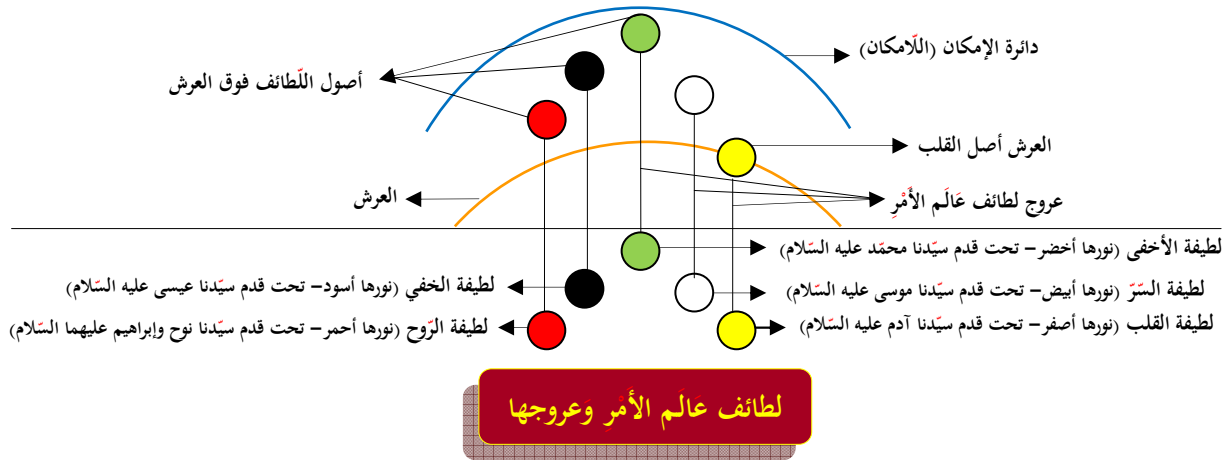 دائرة الإمكان (اللّامكان)
أصول اللّطائف فوق العرش
العرش أصل القلب
العرش
عروج لطائف عَالَم الأَمْرِ
لطيفة الأخفى (نورها أخضر– تحت قدم سيّدنا محمّد عليه السّلام)
لطيفة السّرّ (نورها أبيض– تحت قدم سيّدنا موسى عليه السّلام)
لطيفة الخفي (نورها أسود– تحت قدم سيّدنا عيسى عليه السّلام)
لطيفة القلب (نورها أصفر– تحت قدم سيّدنا آدم عليه السّلام)
لطيفة الرّوح (نورها أحمر– تحت قدم سيّدنا نوح وإبراهيم عليهما السّلام)
لطائف عَالَم الأَمْرِ وَعروجها